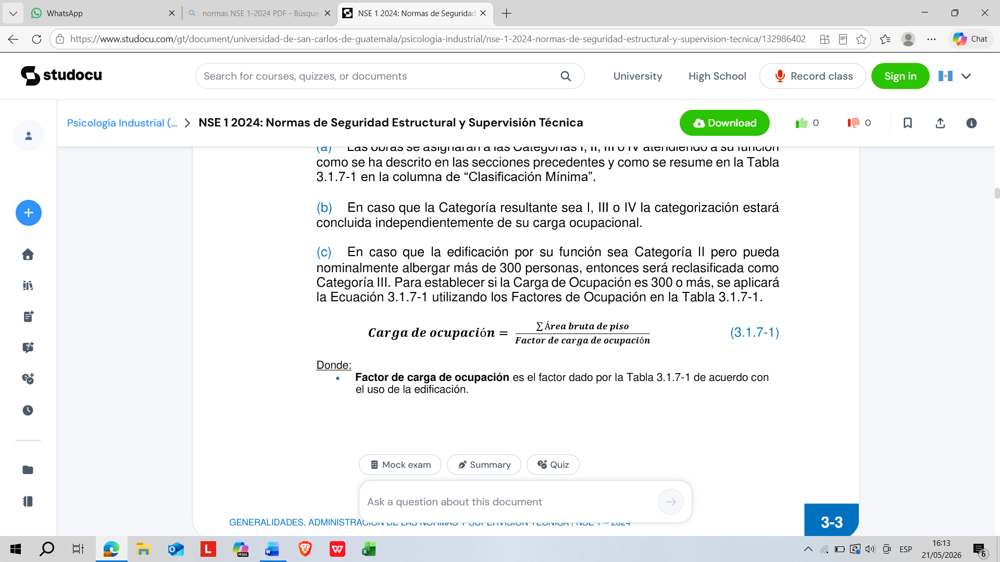 WhatsApp
normas NSE 1-2024 PDF - Búsque
NSE 1 2024: Normas de Seguridad
https://www.studocu.com/gt/document/universidad-de-san-carlos-de-guatemala/psicologia-industrial/nse-1-2024-normas-de-seguridad-estructural-y-supervision-tecnica/132986402
Chat
studocu
Search for courses, quizzes, or documents
University
High School
Record class
Sign in
Psicología Industrial (...
NSE 1 2024: Normas de Seguridad Estructural y Supervisión Técnica
Download
0
0
(a) Las obras se asignarán a las Categorías I, II, III o IV atendiendo a su función
como se ha descrito en las secciones precedentes y como se resume en la Tabla
3.1.7-1 en la columna de “Clasificación Mínima”.
(b) En caso que la Categoría resultante sea I, III o IV la categorización estará
concluida independientemente de su carga ocupacional.
(c) En caso que la edificación por su función sea Categoría II pero pueda
nominalmente albergar más de 300 personas, entonces será reclasificada como
Categoría III. Para establecer si la Carga de Ocupación es 300 o más, se aplicará
la Ecuación 3.1.7-1 utilizando los Factores de Ocupación en la Tabla 3.1.7-1.
Carga de ocupación = ∑ Área bruta de piso / Factor de carga de ocupación (3.1.7-1)
Donde:
• Factor de carga de ocupación es el factor dado por la Tabla 3.1.7-1 de acuerdo con
el uso de la edificación.
Mock exam
Summary
Quiz
Ask a question about this document
GENERALIDADES, ADMINISTRACIÓN DE LAS NORMAS Y SUPERVISIÓN TÉCNICA | NSE 1 – 2024
3-3
L
M365
W
X
ESP
16:13
21/05/2026
6